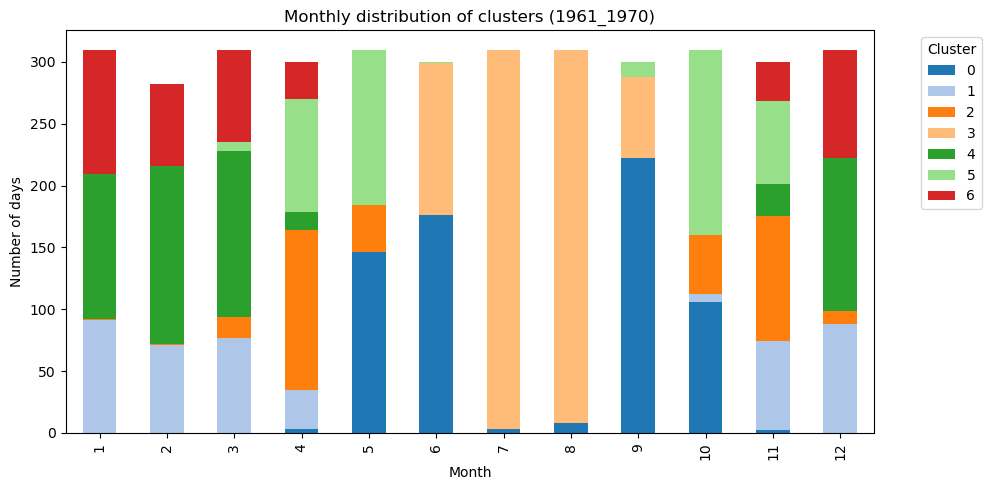 Monthly distribution of clusters (1961_1970)
Number of days
300
250
200
150
100
50
0
1 2 3 4 5 6 7 8 9 10 11 12
Month
Cluster
0
1
2
3
4
5
6